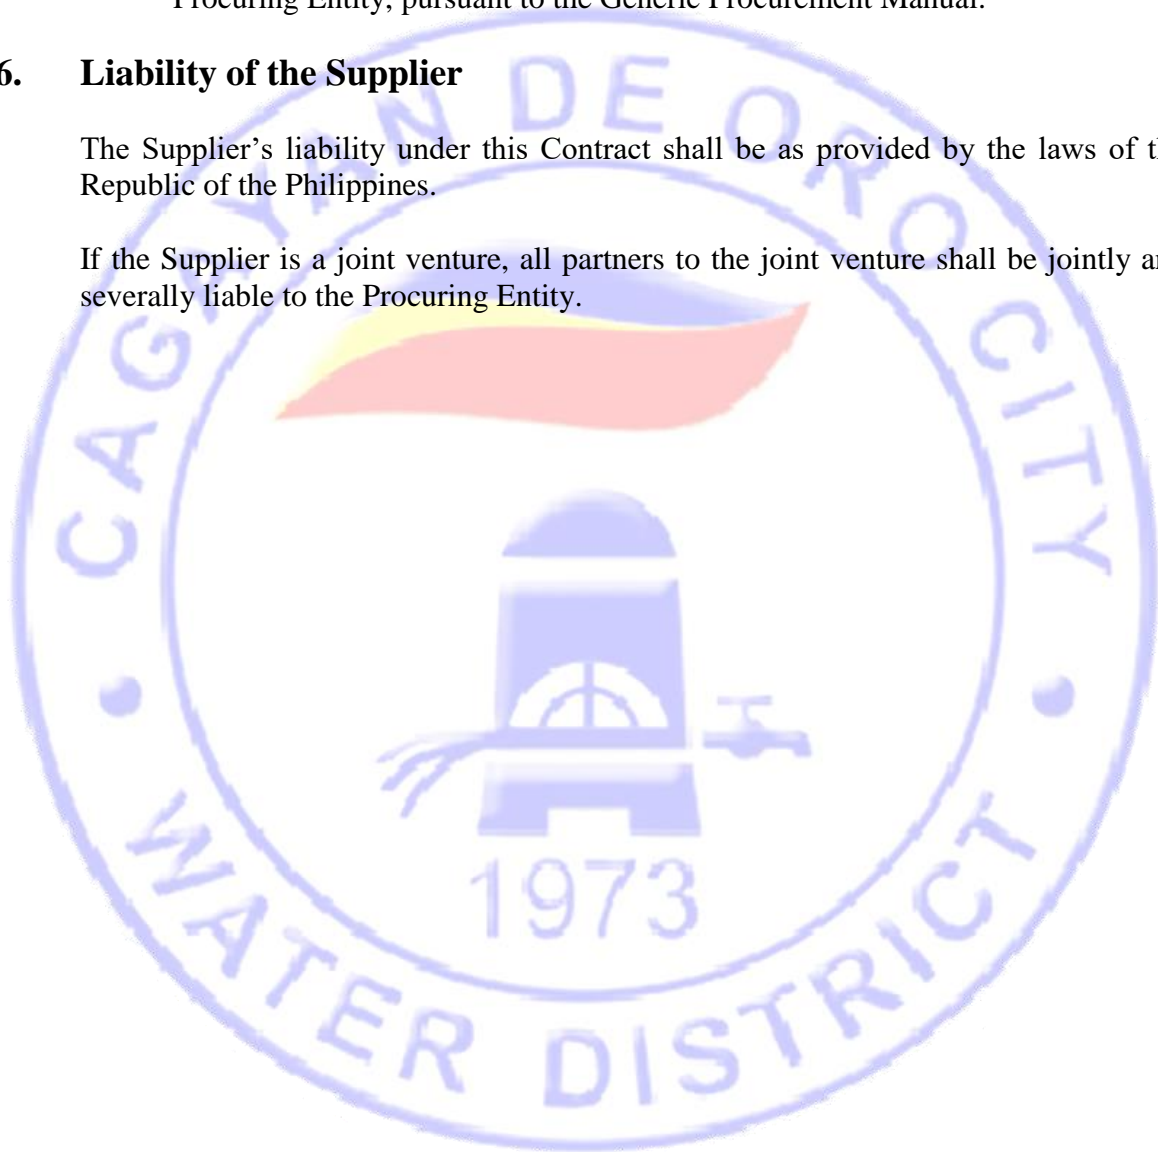 Procuring Entity, pursuant to the Generic Procurement Manual.
6. Liability of the Supplier
The Supplier's liability under this Contract shall be as provided by the laws of th
Republic of the Philippines.
If the Supplier is a joint venture, all partners to the joint venture shall be jointly an
severally liable to the Procuring Entity.
CAGAYAN DE ORO CITY
1973
WATER DISTRICT